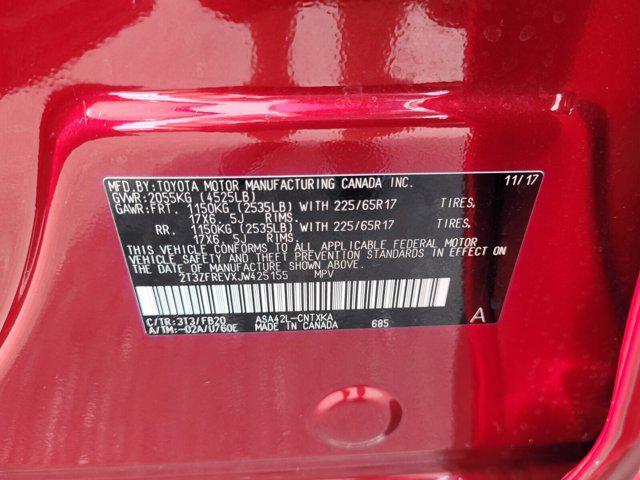 MFD.BY:TOYOTA MOTOR MANUFACTURING CANADA INC. 11/17
GVWR:2055KG (4525LB)
GAWR:FRT. 1150KG (2535LB) WITH 225/65R17 TIRES.
17X6.5J RIMS.
RR. 1150KG (2535LB) WITH 225/65R17 TIRES.
17X6.5J RIMS.
THIS VEHICLE CONFORMS TO ALL APPLICABLE FEDERAL MOTOR
VEHICLE SAFETY AND THEFT PREVENTION STANDARDS IN EFFECT ON
THE DATE OF MANUFACTURE SHOWN ABOVE.
2T3ZFREVXJW425155 MPV
C/TR:3T3/FB20 ASA42L-CNTXKA A
A/TM:-02A/U760E MADE IN CANADA 685